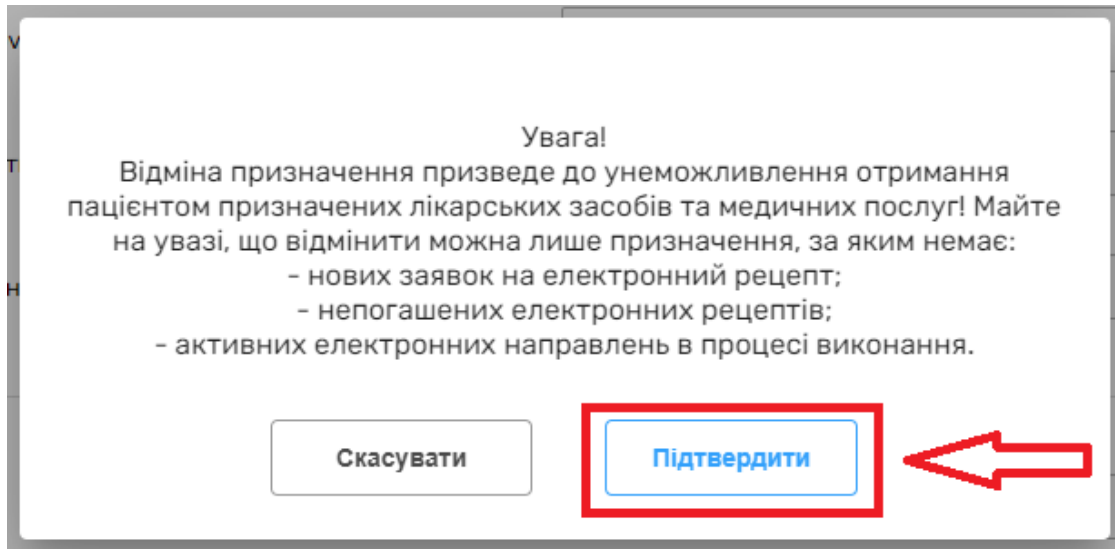 Увага!
Відміна призначення призведе до унеможливлення отримання
пацієнтом призначених лікарських засобів та медичних послуг! Майте
на увазі, що відмінити можна лише призначення, за яким немає:
- нових заявок на електронний рецепт;
- непогашених електронних рецептів;
- активних електронних направлень в процесі виконання.
Скасувати Підтвердити